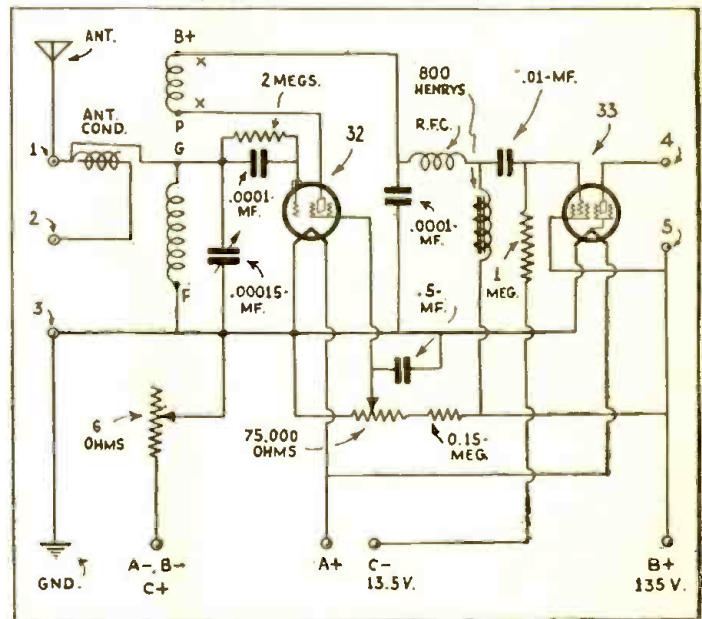 ANT.
B+
X
X
2 MEGS.
800
HENRYS
.01-MF.
ANT.
COND.
P
G
R.F.C.
32
33
1
4
.0001-
MF.
.0001-
MF.
2
5
.00015-
MF.
1
MEG.
F
.5-
MF.
3
6
OHMS
75,000
OHMS
0.15-
MEG.
GND.
A-, B-
C+
A+
C-
13.5 V.
B+
135 V.